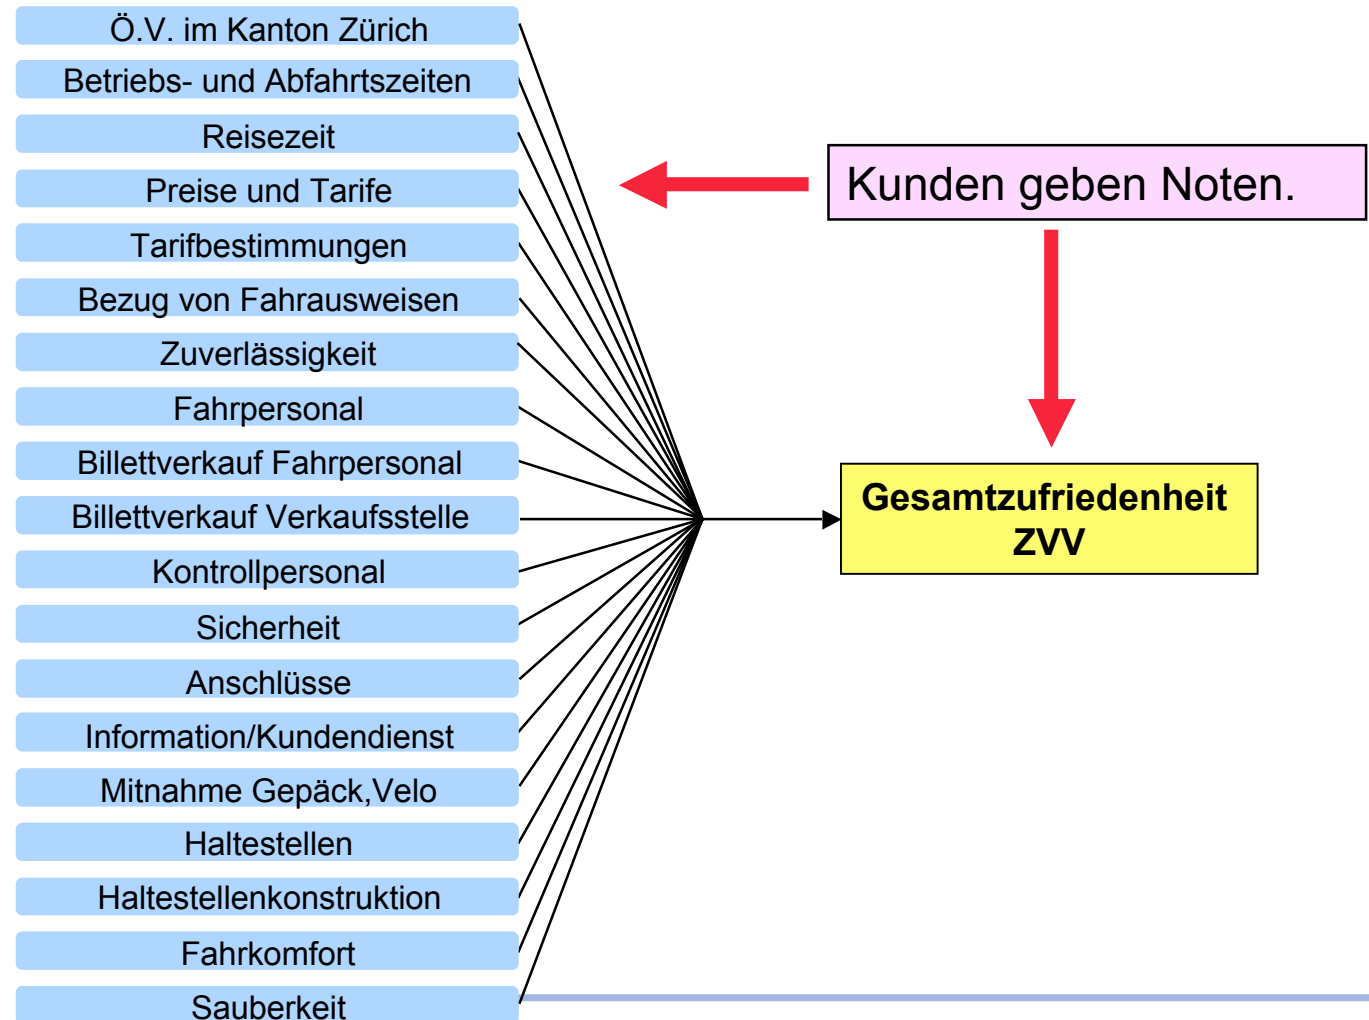 Ö.V. im Kanton Zürich
Betriebs- und Abfahrtszeiten
Reisezeit
Preise und Tarife
Tarifbestimmungen
Bezug von Fahrausweisen
Zuverlässigkeit
Fahrpersonal
Billettverkauf Fahrpersonal
Billettverkauf Verkaufsstelle
Kontrollpersonal
Sicherheit
Anschlüsse
Information/Kundendienst
Mitnahme Gepäck,Velo
Haltestellen
Haltestellenkonstruktion
Fahrkomfort
Sauberkeit
Kunden geben Noten.
Gesamtzufriedenheit
ZVV